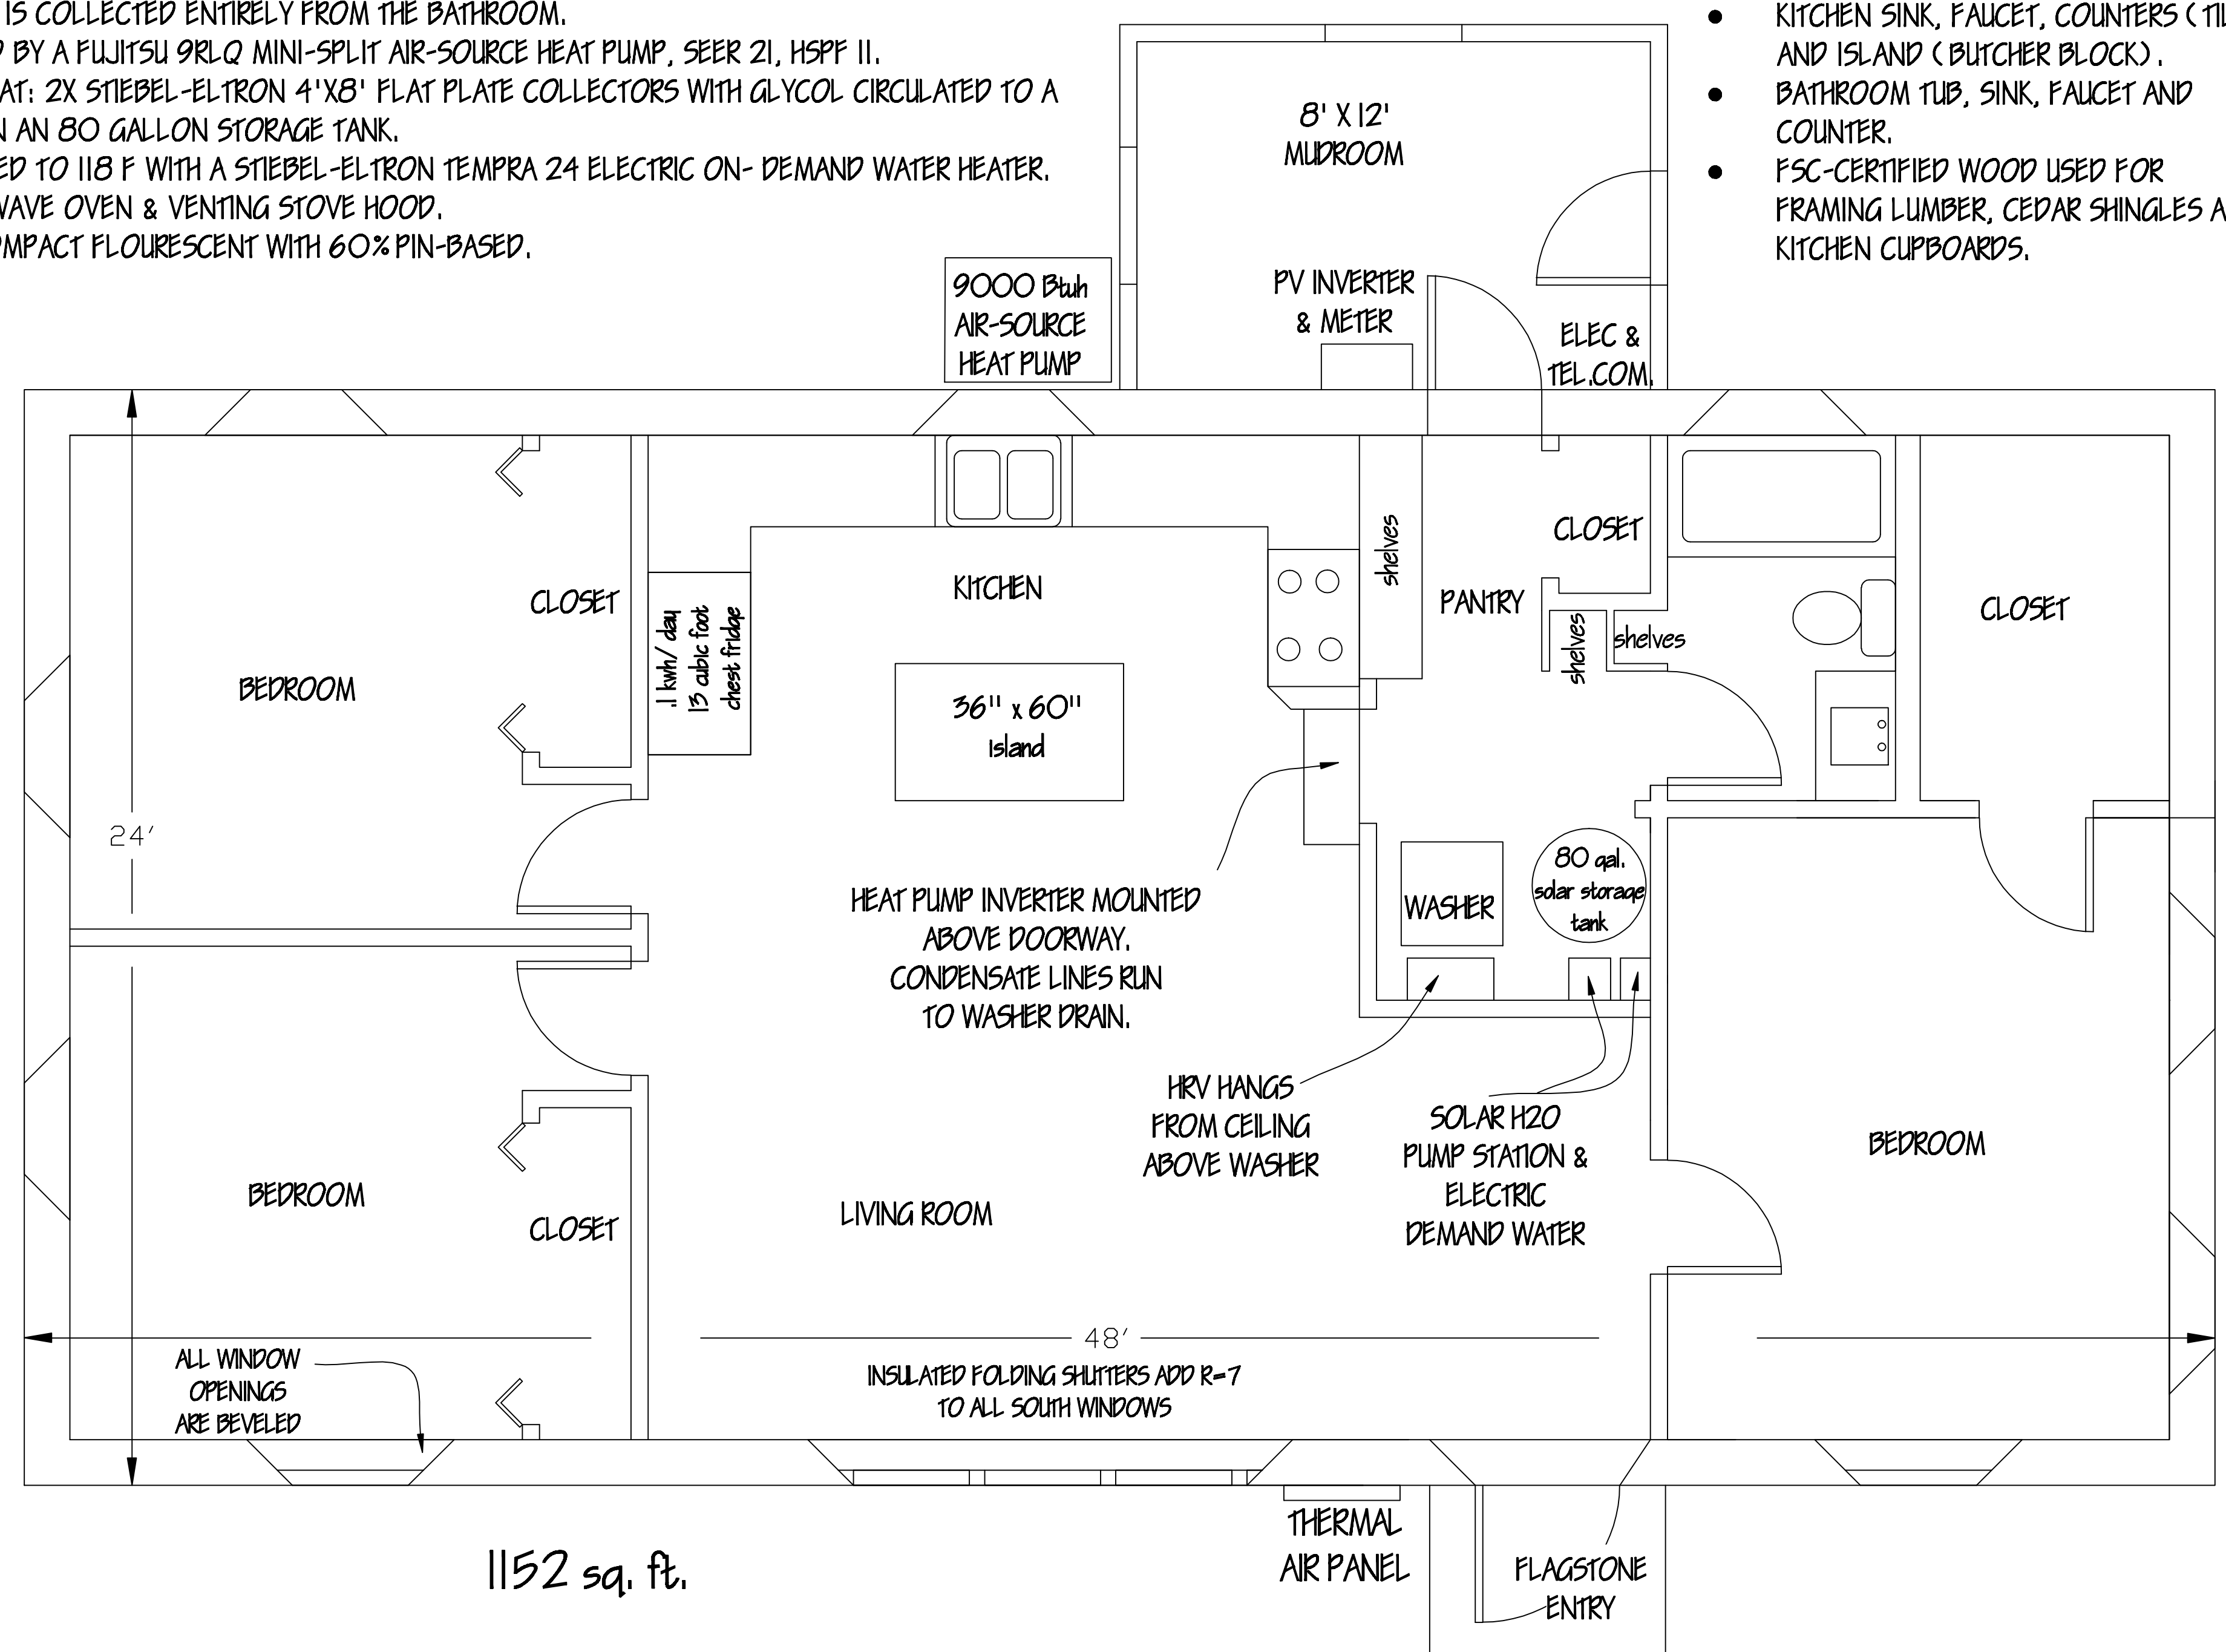 IS COLLECTED ENTIRELY FROM THE BATHROOM.
BY A FUJITSU 9RLQ MINI-SPLIT AIR-SOURCE HEAT PUMP, SEER 21, HSPF 11.
AT: 2X STIEBEL-ELTRON 4'X8' FLAT PLATE COLLECTORS WITH GLYCOL CIRCULATED TO A
N AN 80 GALLON STORAGE TANK.
ED TO 118 F WITH A STIEBEL-ELTRON TEMPRA 24 ELECTRIC ON- DEMAND WATER HEATER.
WAVE OVEN & VENTING STOVE HOOD.
OMPACT FLOURESCENT WITH 60% PIN-BASED.
• KITCHEN SINK, FAUCET, COUNTERS ( TIL
AND ISLAND ( BUTCHER BLOCK) .
• BATHROOM TUB, SINK, FAUCET AND
COUNTER.
• FSC-CERTIFIED WOOD USED FOR
FRAMING LUMBER, CEDAR SHINGLES A
KITCHEN CUPBOARDS.
8' X 12'
MUDROOM
9000 Btuh
AIR-SOURCE
HEAT PUMP
PV INVERTER
& METER
ELEC &
TEL.COM.
CLOSET
BEDROOM
.1 kwh/ day
13 cubic foot
chest fridge
KITCHEN
36" x 60"
Island
shelves
PANTRY
CLOSET
shelves
shelves
CLOSET
24'
HEAT PUMP INVERTER MOUNTED
ABOVE DOORWAY.
CONDENSATE LINES RUN
TO WASHER DRAIN.
WASHER
80 gal.
solar storage
tank
HRV HANGS
FROM CEILING
ABOVE WASHER
SOLAR H2O
PUMP STATION &
ELECTRIC
DEMAND WATER
BEDROOM
BEDROOM
CLOSET
LIVING ROOM
48'
ALL WINDOW
OPENINGS
ARE BEVELED
INSULATED FOLDING SHUTTERS ADD R=7
TO ALL SOUTH WINDOWS
THERMAL
AIR PANEL
FLAGSTONE
ENTRY
1152 sq. ft.